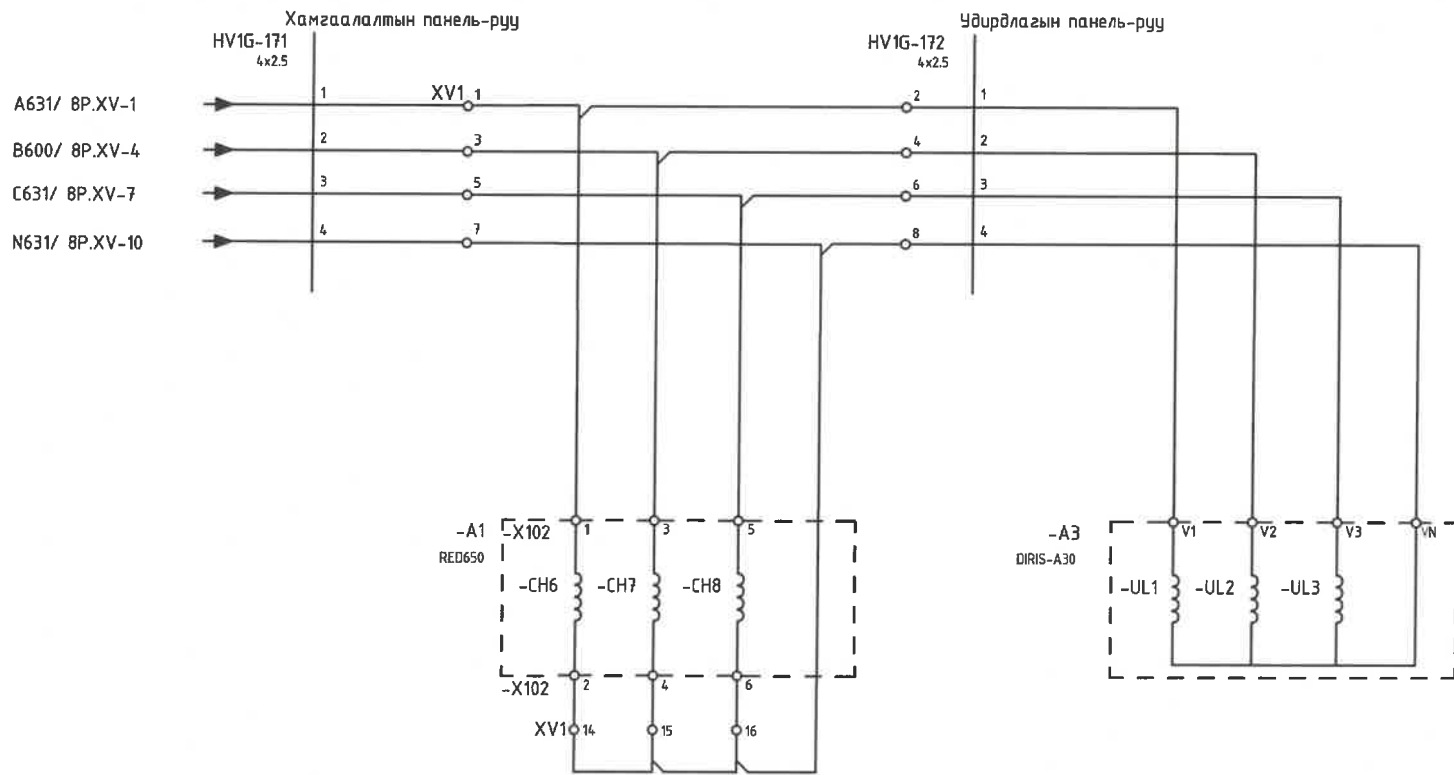 Хамгаалалтын панель-руу
Удирдлагын панель-руу
HV1G-171
4x2.5
HV1G-172
4x2.5
A631/ 8P.XV-1
1
XV1 1
2
1
B600/ 8P.XV-4
2
3
4
2
C631/ 8P.XV-7
3
5
6
3
N631/ 8P.XV-10
4
7
8
4
-A1
-X102
1
3
5
RED650
-A3
V1
V2
V3
VN
DIRIS-A30
-CH6
-CH7
-CH8
-UL1
-UL2
-UL3
-X102
2
4
6
XV1
14
15
16